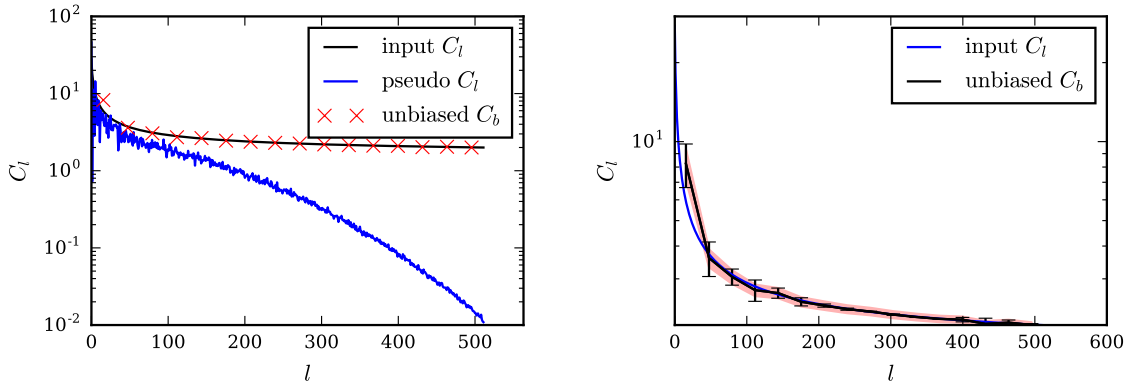 10^2
10^1
10^0
10^-1
10^-2
C_l
0 100 200 300 400 500
l
input C_l
pseudo C_l
unbiased C_b
10^1
C_l
0 100 200 300 400 500 600
l
input C_l
unbiased C_b